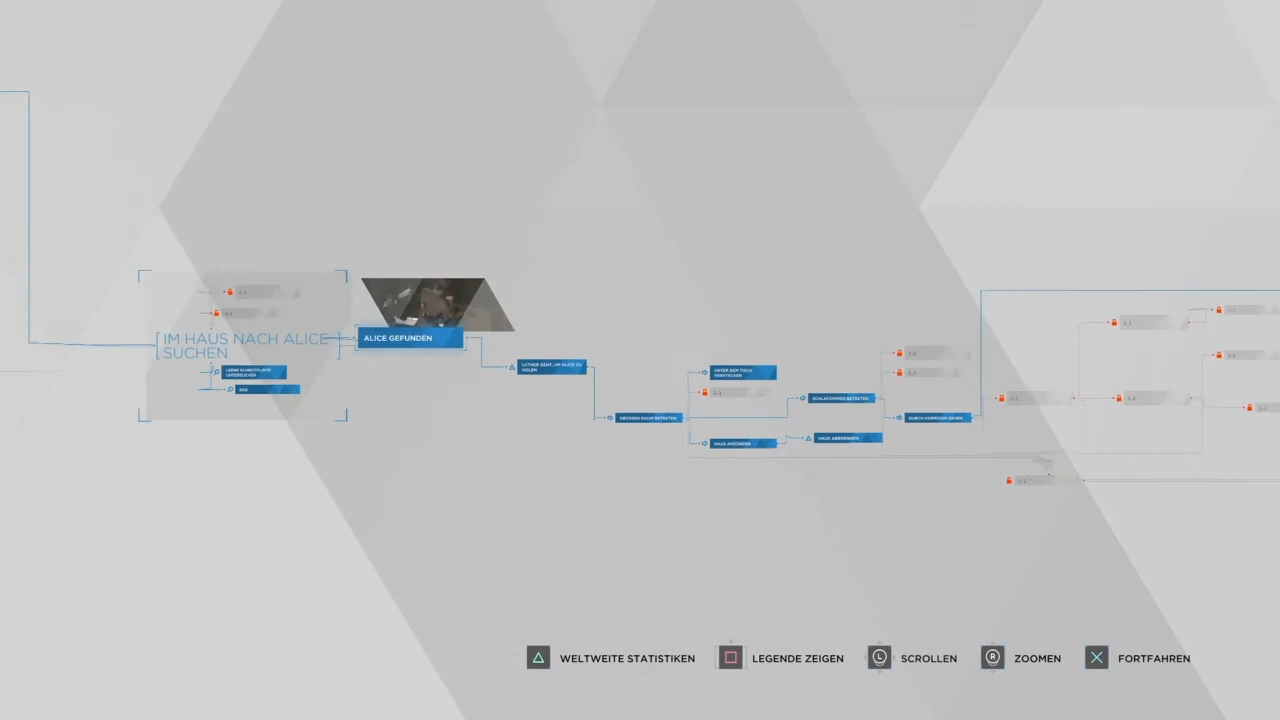 IM HAUS NACH ALICE
SUCHEN
LEERE SCHROTFLINTE
UNTERSUCHEN
RA9
ALICE GEFUNDEN
LUTHER GEHT, UM ALICE ZU
HOLEN
GROSSEN RAUM BETRETEN
UNTER DEM TISCH
VERSTECKEN
HAUS ANZÜNDEN
SCHLAFZIMMER BETRETEN
HAUS ABBRENNEN
DURCH KORRIDOR GEHEN
WELTWEITE STATISTIKEN
LEGENDE ZEIGEN
L
SCROLLEN
R
ZOOMEN
FORTFAHREN